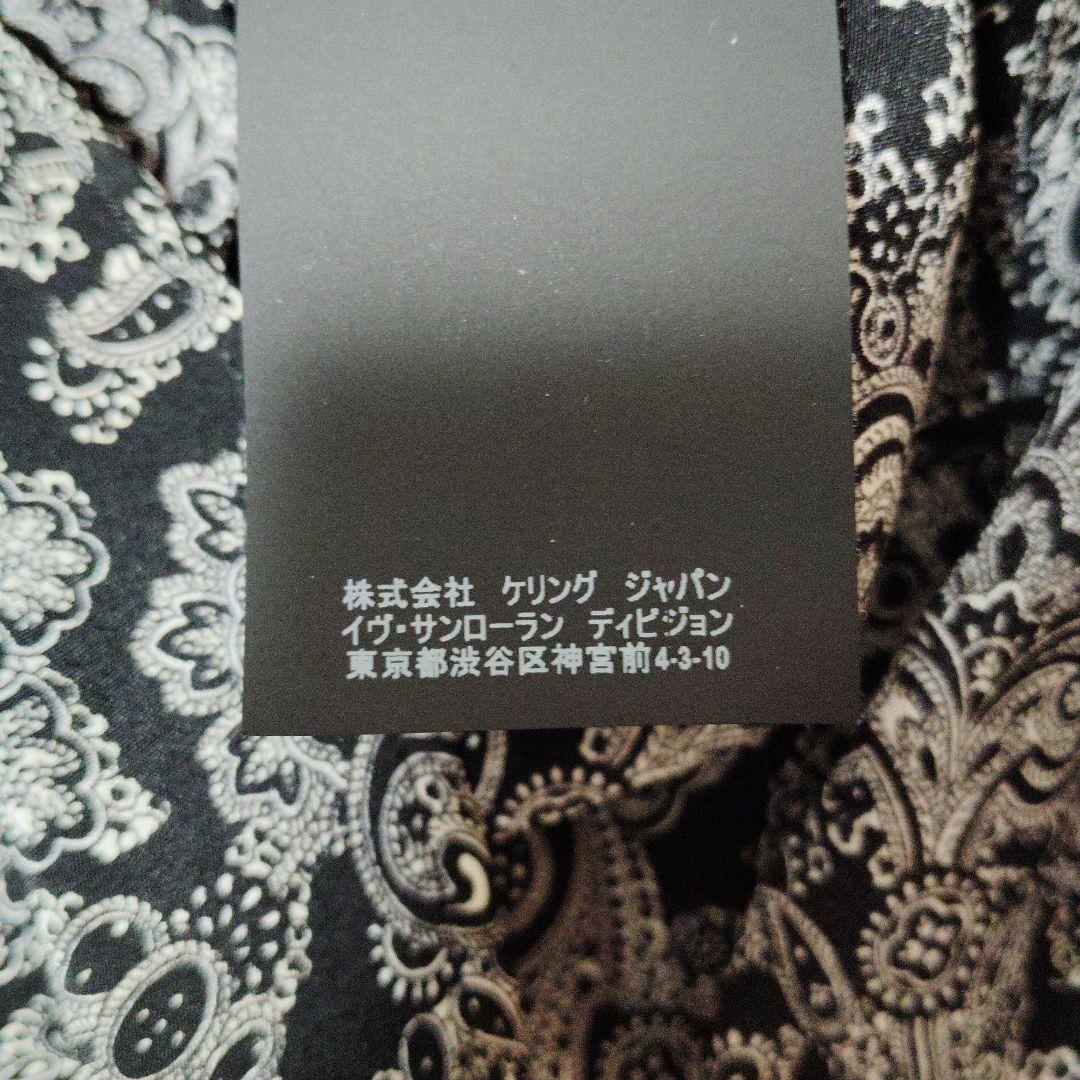 株式会社 ケリング ジャパン
イヴ・サンローラン ディビジョン
東京都渋谷区神宮前4-3-10